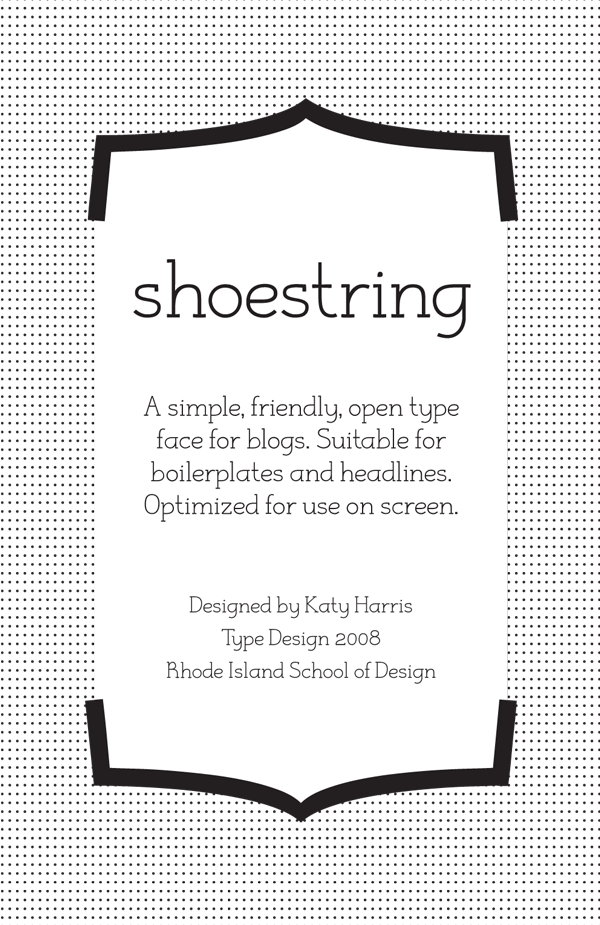 shoestring
A simple, friendly, open type
face for blogs. Suitable for
boilerplates and headlines.
Optimized for use on screen.
Designed by Katy Harris
Type Design 2008
Rhode Island School of Design